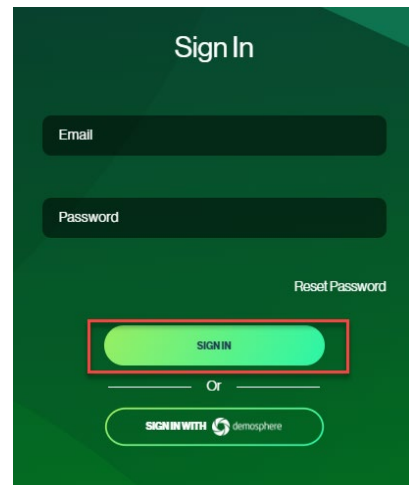 Sign In
Email
Password
Reset Password
SIGN IN
Or
SIGN IN WITH demosphere